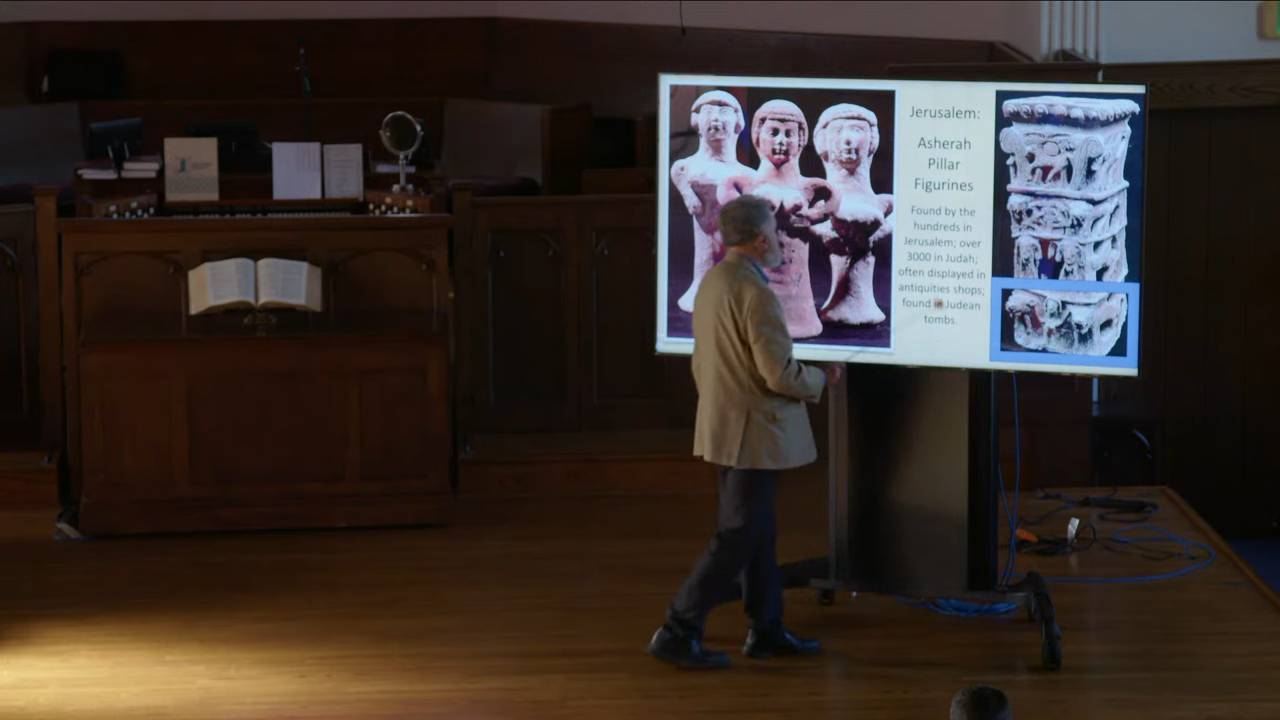 Jerusalem:
Asherah
Pillar
Figurines
Found by the
hundreds in
Jerusalem; over
3000 in Judah;
often displayed in
antiquities shops;
found in Judean
tombs.